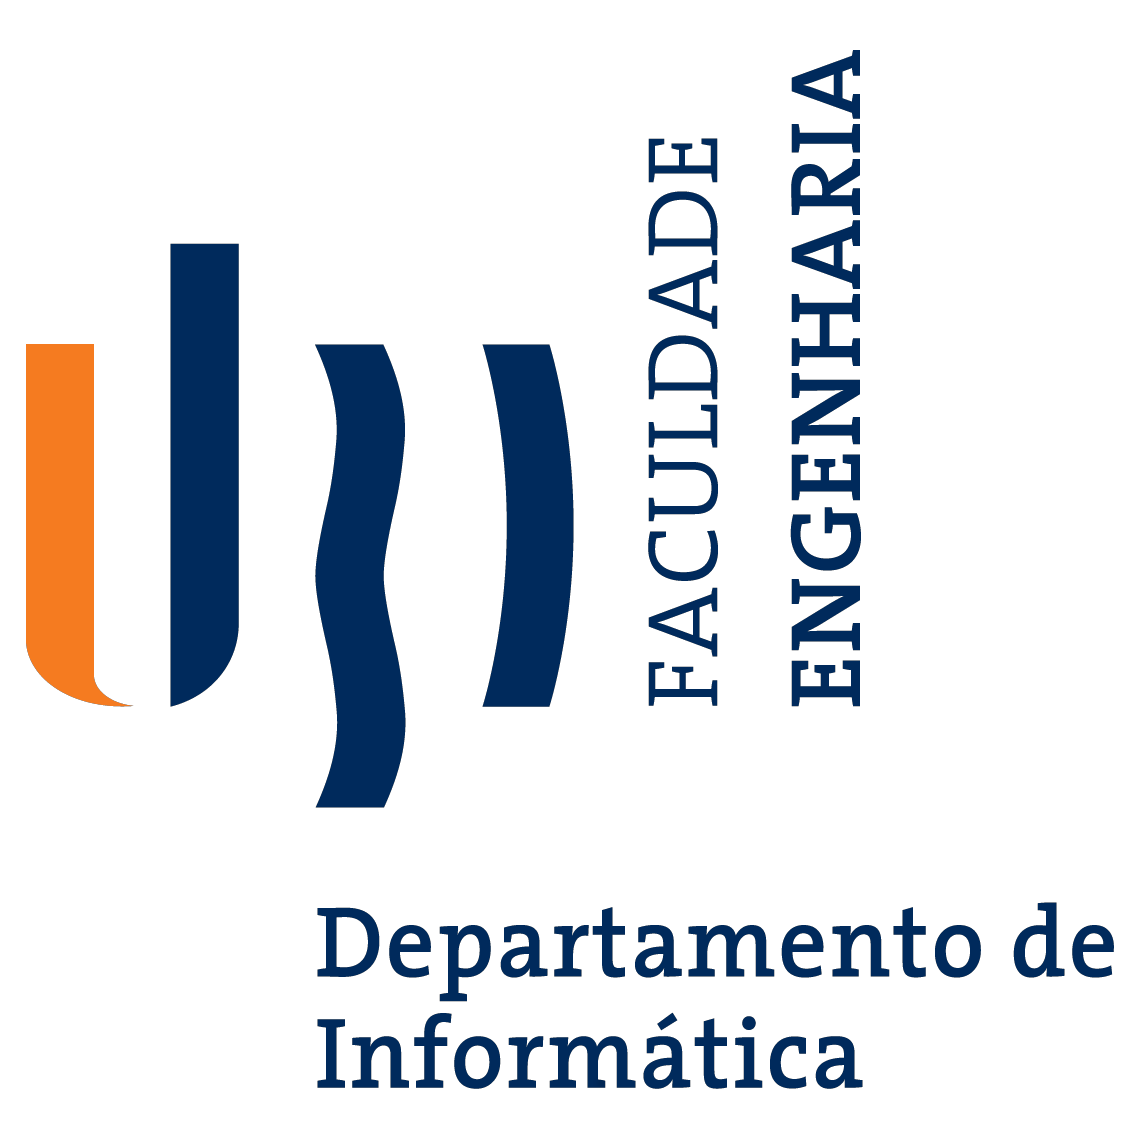 FACULDADE
ENGENHARIA
Departamento de
Informática